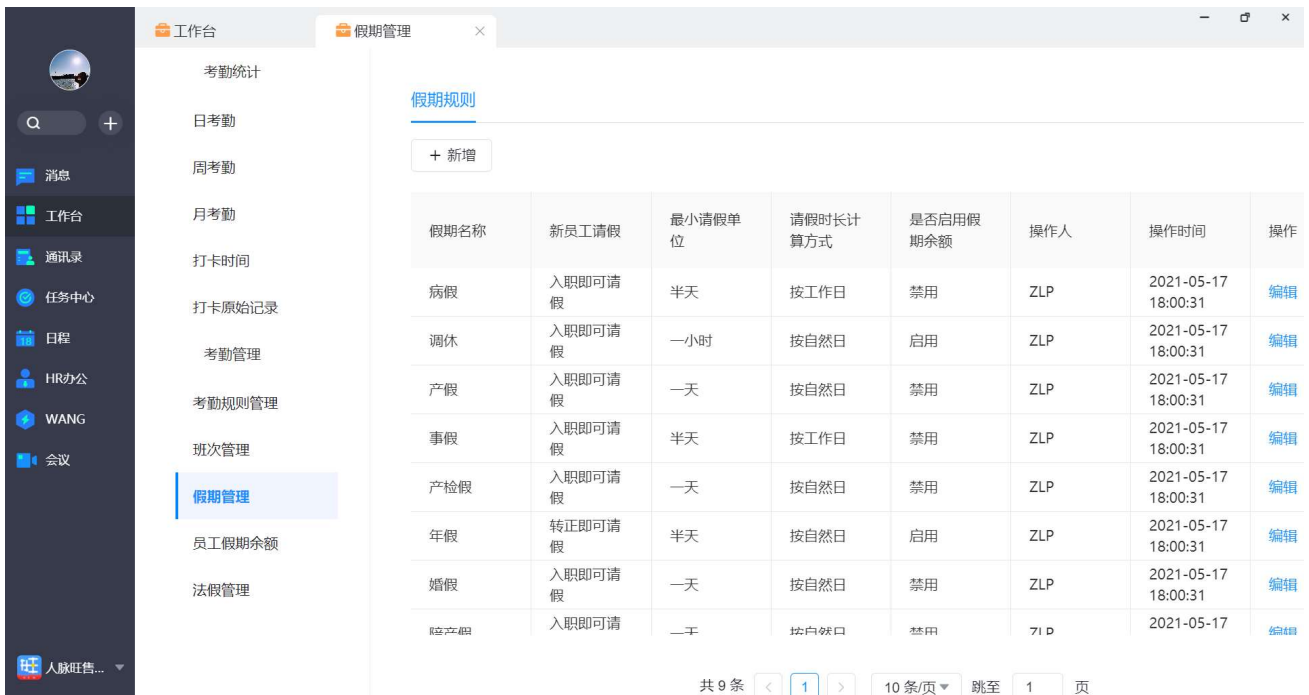 工作台
假期管理
消息
工作台
通讯录
任务中心
18
日程
HR办公
WANG
会议
旺
人脉旺售...
考勤统计
日考勤
周考勤
月考勤
打卡时间
打卡原始记录
考勤管理
考勤规则管理
班次管理
假期管理
员工假期余额
法假管理
假期规则
+ 新增
假期名称
新员工请假
最小请假单
位
请假时长计
算方式
是否启用假
期余额
操作人
操作时间
操作
病假
入职即可请
假
半天
按工作日
禁用
ZLP
2021-05-17
18:00:31
编辑
调休
入职即可请
假
一小时
按自然日
启用
ZLP
2021-05-17
18:00:31
编辑
产假
入职即可请
假
一天
按自然日
禁用
ZLP
2021-05-17
18:00:31
编辑
事假
入职即可请
假
半天
按工作日
禁用
ZLP
2021-05-17
18:00:31
编辑
产检假
入职即可请
假
一天
按自然日
禁用
ZLP
2021-05-17
18:00:31
编辑
年假
转正即可请
假
半天
按自然日
启用
ZLP
2021-05-17
18:00:31
编辑
婚假
入职即可请
假
一天
按自然日
禁用
ZLP
2021-05-17
18:00:31
编辑
陪产假
入职即可请
一天
按自然日
禁用
ZLP
2021-05-17
编辑
共 9 条 < 1 > 10 条/页 跳至 1 页